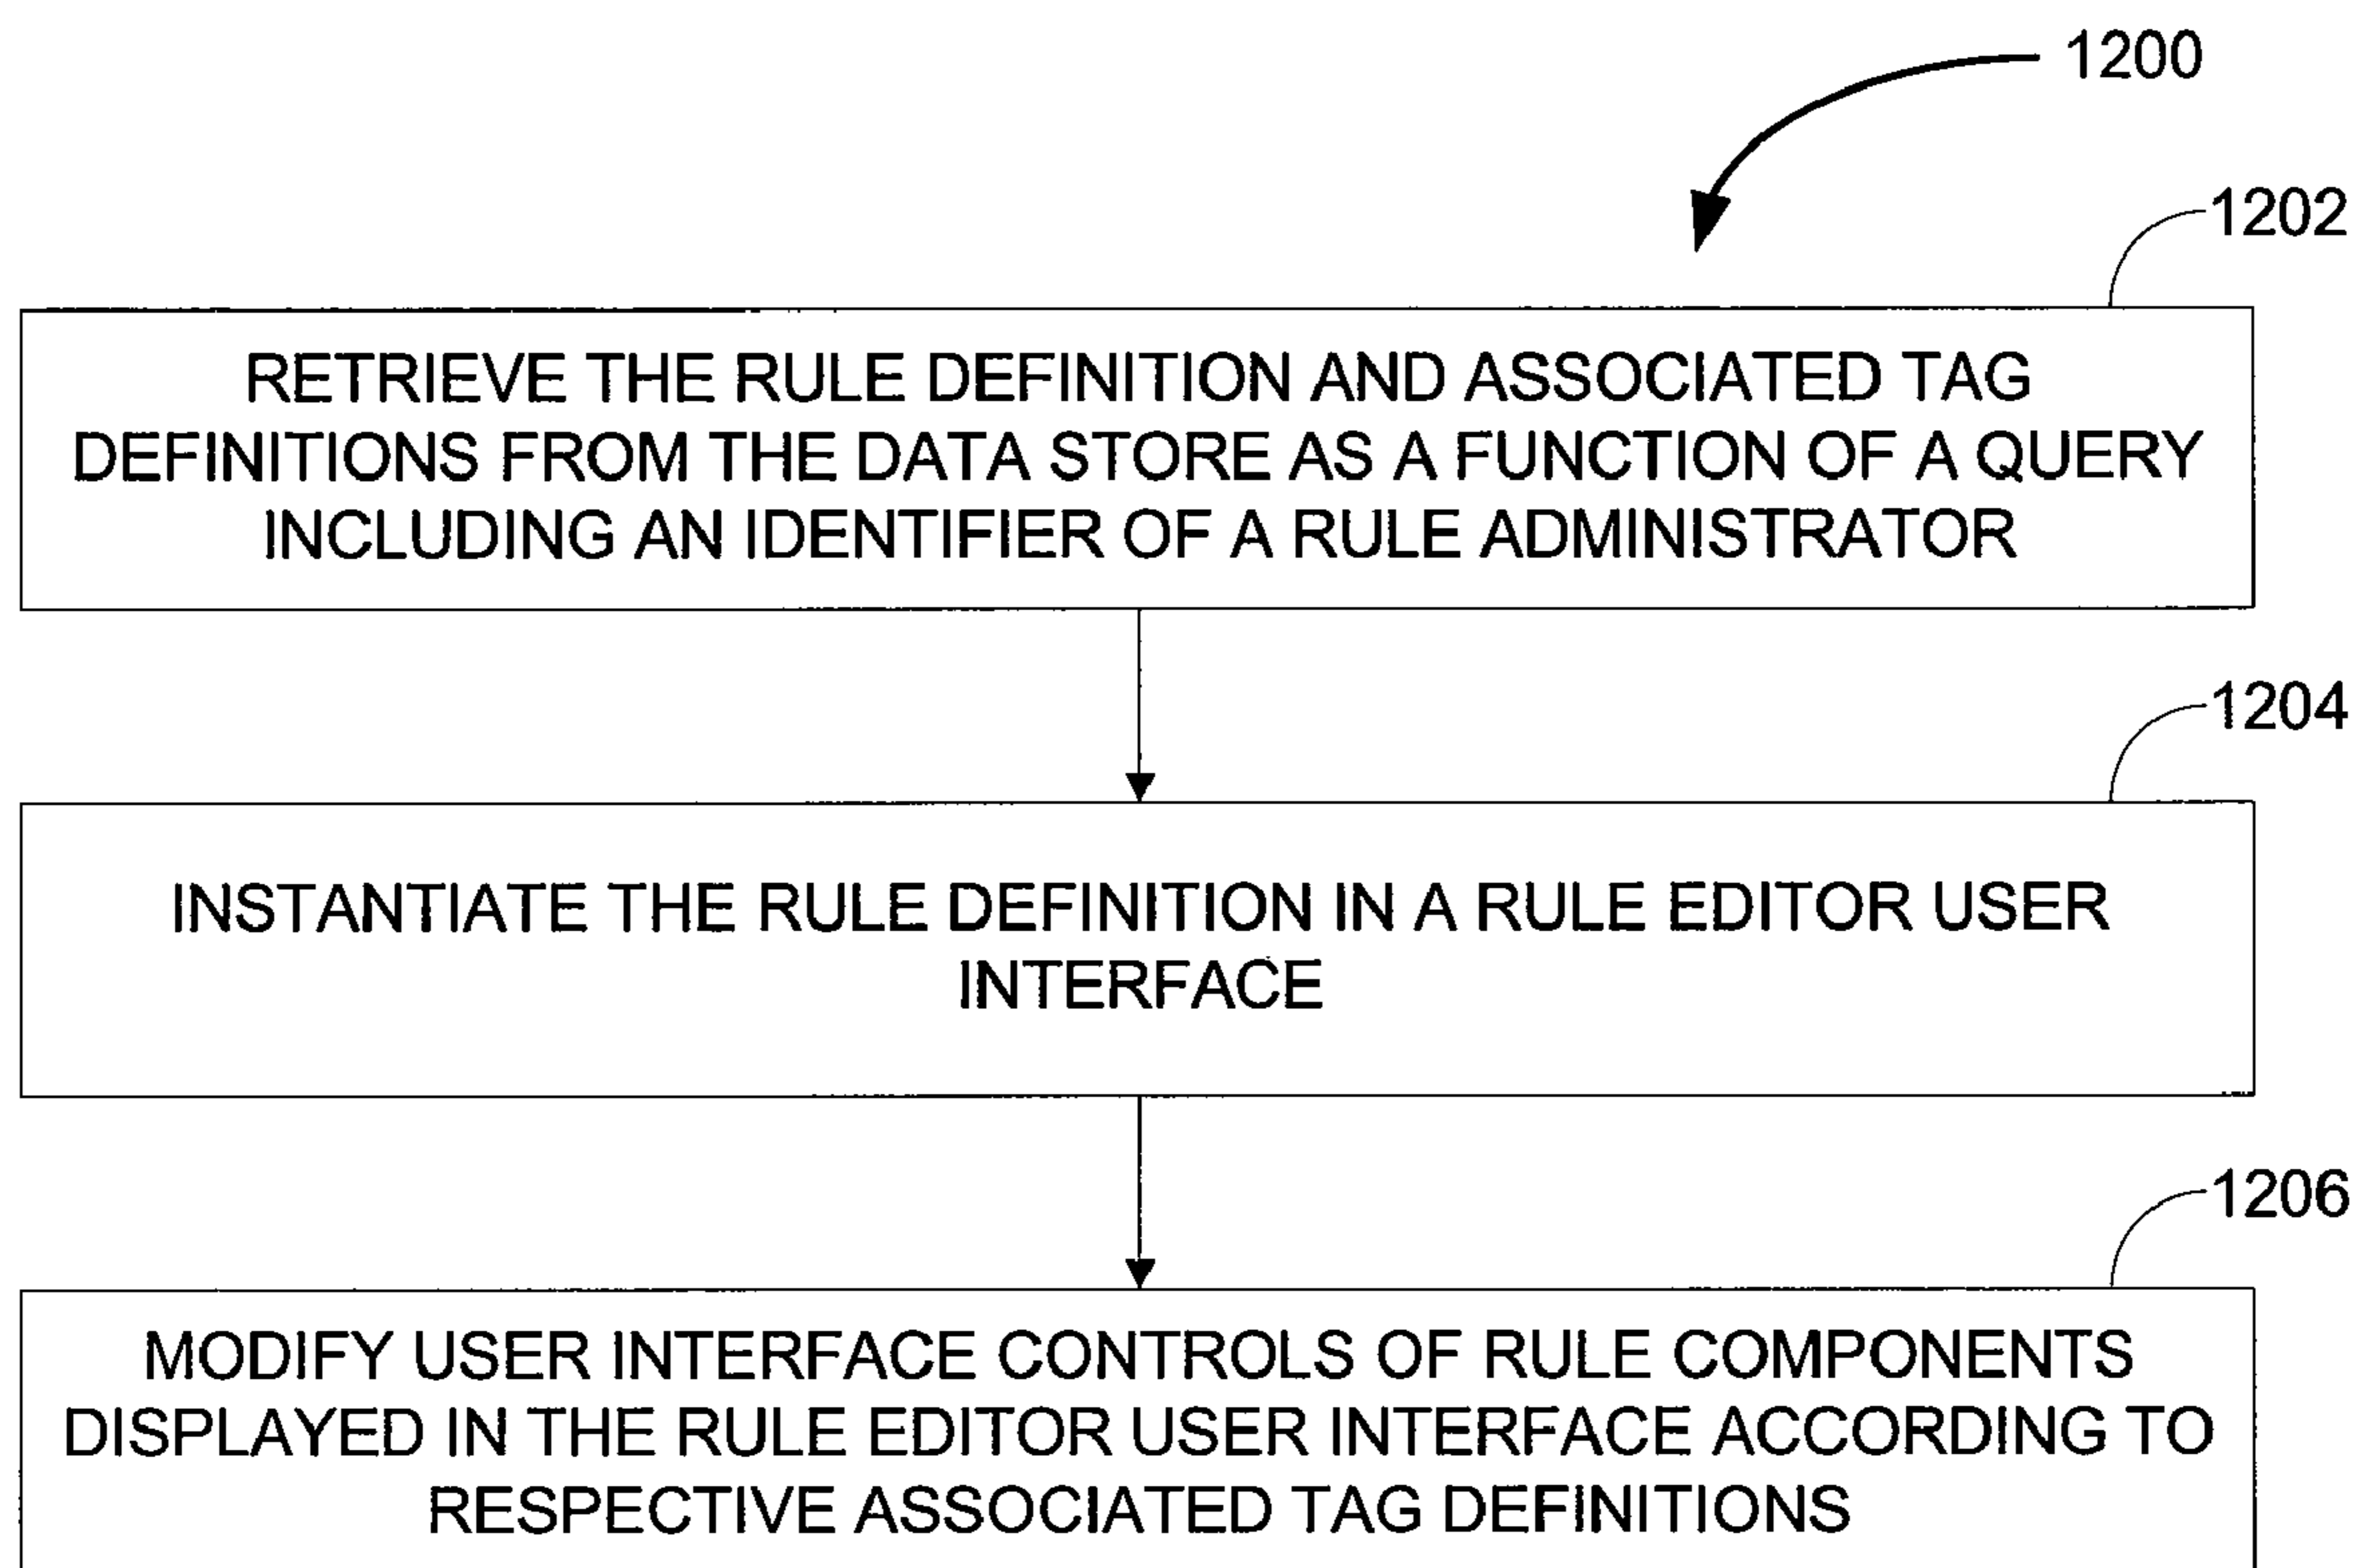 1200
1202
RETRIEVE THE RULE DEFINITION AND ASSOCIATED TAG
DEFINITIONS FROM THE DATA STORE AS A FUNCTION OF A QUERY
INCLUDING AN IDENTIFIER OF A RULE ADMINISTRATOR
1204
INSTANTIATE THE RULE DEFINITION IN A RULE EDITOR USER
INTERFACE
1206
MODIFY USER INTERFACE CONTROLS OF RULE COMPONENTS
DISPLAYED IN THE RULE EDITOR USER INTERFACE ACCORDING TO
RESPECTIVE ASSOCIATED TAG DEFINITIONS